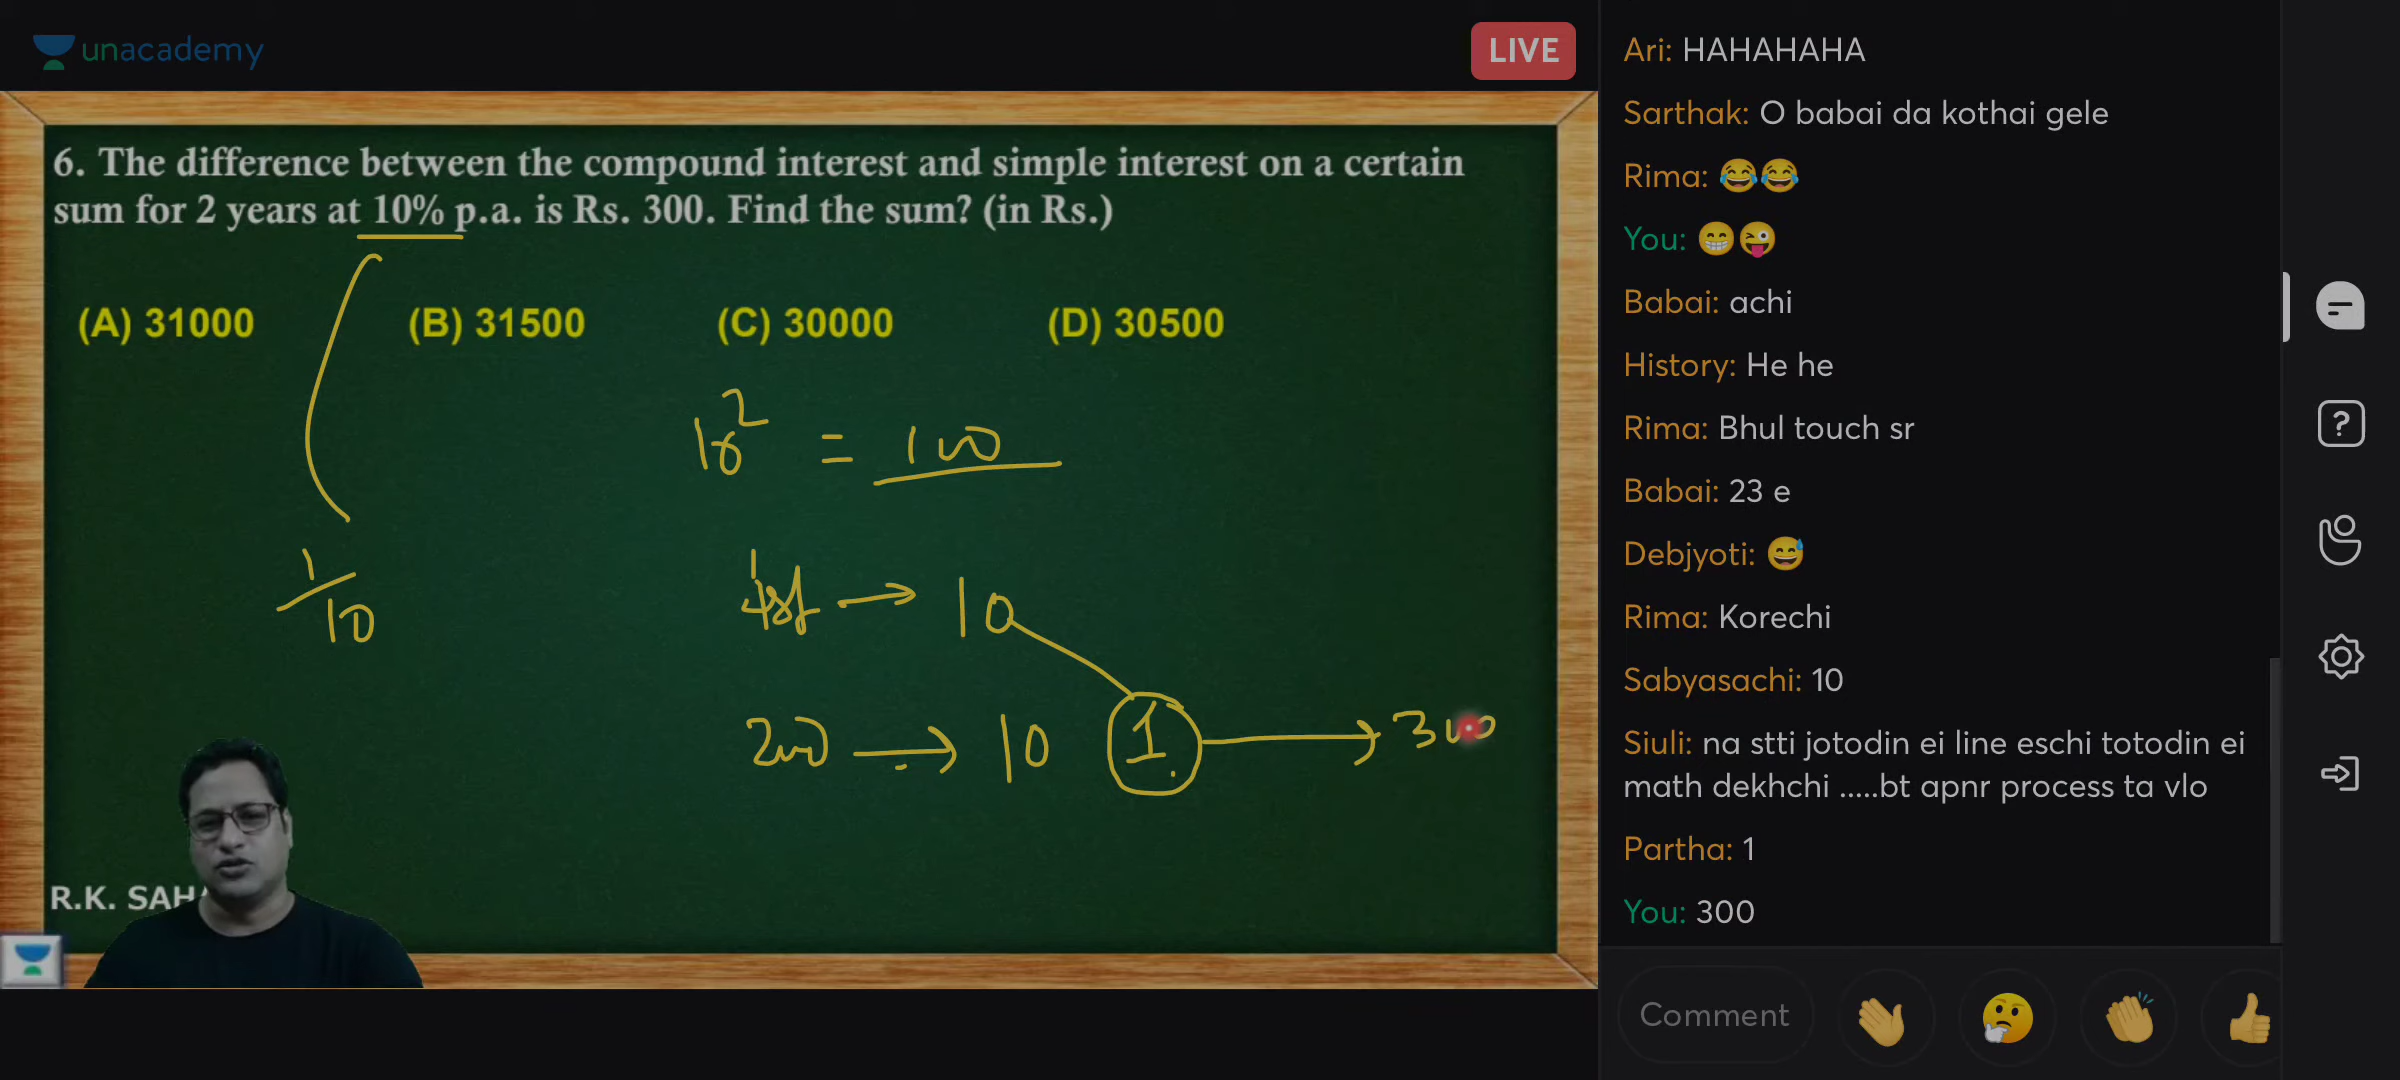 unacademy
LIVE
6. The difference between the compound interest and simple interest on a certain
sum for 2 years at 10% p.a. is Rs. 300. Find the sum? (in Rs.)
(A) 31000 (B) 31500 (C) 30000 (D) 30500
10² = 100
1/10
1st → 10
2nd → 10 1 → 300
R.K. SAHA
Ari: HAHAHAHA
Sarthak: O babai da kothai gele
Rima: 😂😂
You: 😁😜
Babai: achi
History: He he
Rima: Bhul touch sr
Babai: 23 e
Debjyoti: 😅
Rima: Korechi
Sabyasachi: 10
Siuli: na stti jotodin ei line eschi totodin ei
math dekhchi .....bt apnr process ta vlo
Partha: 1
You: 300
Comment